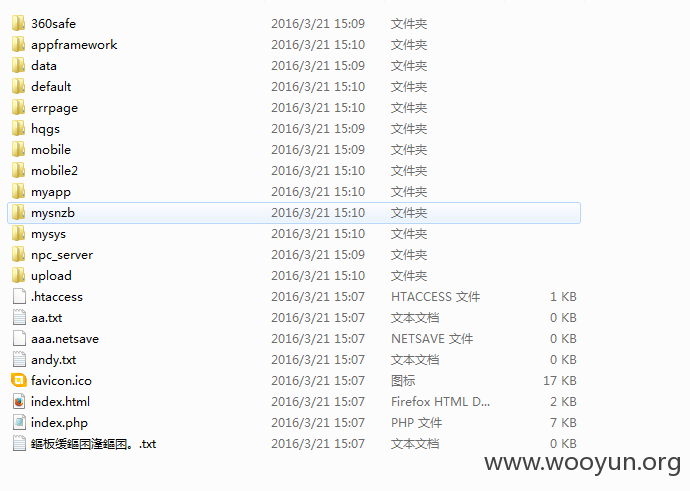 360safe 2016/3/21 15:09 文件夹
appframework 2016/3/21 15:10 文件夹
data 2016/3/21 15:09 文件夹
default 2016/3/21 15:10 文件夹
errpage 2016/3/21 15:10 文件夹
hqgs 2016/3/21 15:09 文件夹
mobile 2016/3/21 15:09 文件夹
mobile2 2016/3/21 15:10 文件夹
myapp 2016/3/21 15:10 文件夹
mysnzb 2016/3/21 15:10 文件夹
mysys 2016/3/21 15:10 文件夹
npc_server 2016/3/21 15:09 文件夹
upload 2016/3/21 15:10 文件夹
.htaccess 2016/3/21 15:07 HTACCESS 文件 1 KB
aa.txt 2016/3/21 15:07 文本文档 0 KB
aaa.netsave 2016/3/21 15:07 NETSAVE 文件 0 KB
andy.txt 2016/3/21 15:07 文本文档 0 KB
favicon.ico 2016/3/21 15:07 图标 17 KB
index.html 2016/3/21 15:07 Firefox HTML D... 2 KB
index.php 2016/3/21 15:07 PHP 文件 7 KB
.txt 2016/3/21 15:07 文本文档 0 KB
www.wooyun.org